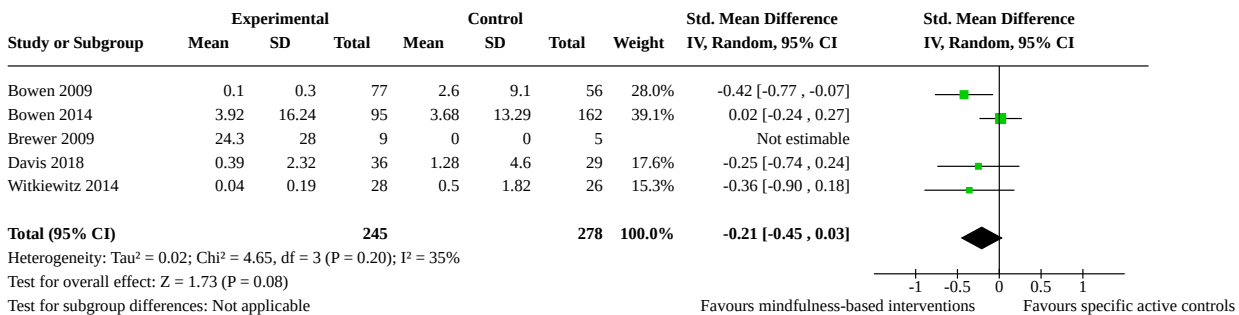 Experimental Control Std. Mean Difference Std. Mean Difference
Study or Subgroup Mean SD Total Mean SD Total Weight IV, Random, 95% CI IV, Random, 95% CI
Bowen 2009 0.1 0.3 77 2.6 9.1 56 28.0% -0.42 [-0.77 , -0.07]
Bowen 2014 3.92 16.24 95 3.68 13.29 162 39.1% 0.02 [-0.24 , 0.27]
Brewer 2009 24.3 28 9 0 0 5 Not estimable
Davis 2018 0.39 2.32 36 1.28 4.6 29 17.6% -0.25 [-0.74 , 0.24]
Witkiewitz 2014 0.04 0.19 28 0.5 1.82 26 15.3% -0.36 [-0.90 , 0.18]
Total (95% CI) 245 278 100.0% -0.21 [-0.45 , 0.03]
Heterogeneity: Tau² = 0.02; Chi² = 4.65, df = 3 (P = 0.20); I² = 35%
Test for overall effect: Z = 1.73 (P = 0.08) -1 -0.5 0 0.5 1
Test for subgroup differences: Not applicable Favours mindfulness-based interventions Favours specific active controls